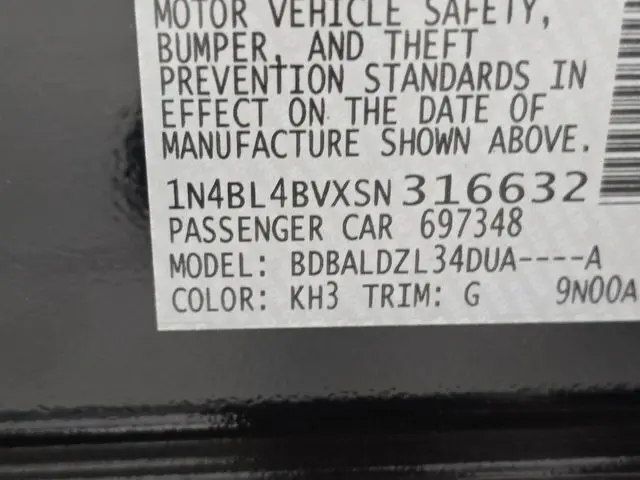 MOTOR VEHICLE SAFETY,
BUMPER, AND THEFT
PREVENTION STANDARDS IN
EFFECT ON THE DATE OF
MANUFACTURE SHOWN ABOVE.
1N4BL4BVXSN316632
PASSENGER CAR 697348
MODEL: BDBALDZL34DUA----A
COLOR: KH3 TRIM: G 9N00A